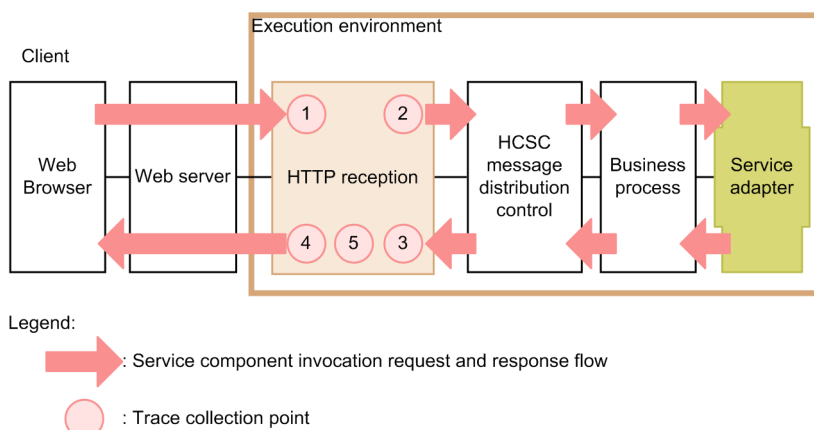 Execution environment
Client
1
2
Web
Browser
Web server
HTTP reception
HCSC
message
distribution
control
Business
process
Service
adapter
4
5
3
Legend:
: Service component invocation request and response flow
: Trace collection point